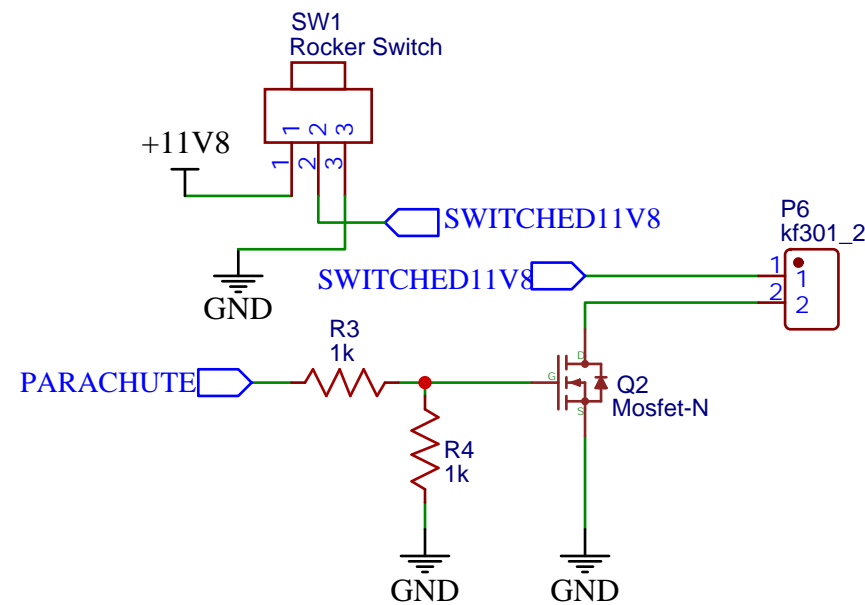 SW1
Rocker Switch
1 2 3
+11V8
1 2 3
SWITCHED11V8
P6
kf301_2
SWITCHED11V8
1 1
2 2
GND
R3
1k
PARACHUTE
D
G
S
Q2
Mosfet-N
R4
1k
GND
GND